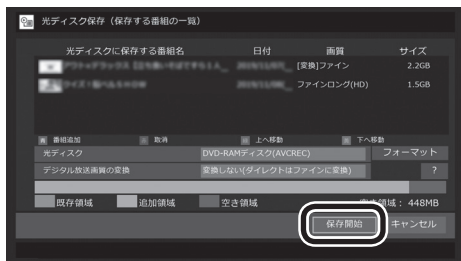 光ディスク保存（保存する番組の一覧）
光ディスクに保存する番組名 日付 画質 サイズ
[変換]ファイン 2.2GB
ファインロング(HD) 1.5GB
番組追加 取消 上へ移動 下へ移動
光ディスク DVD-RAMディスク(AVCREC) フォーマット
デジタル放送画質の変換 変換しない(ダイレクトはファインに変換) ?
既存領域 追加領域 空き領域 空き領域： 448MB
保存開始 キャンセル